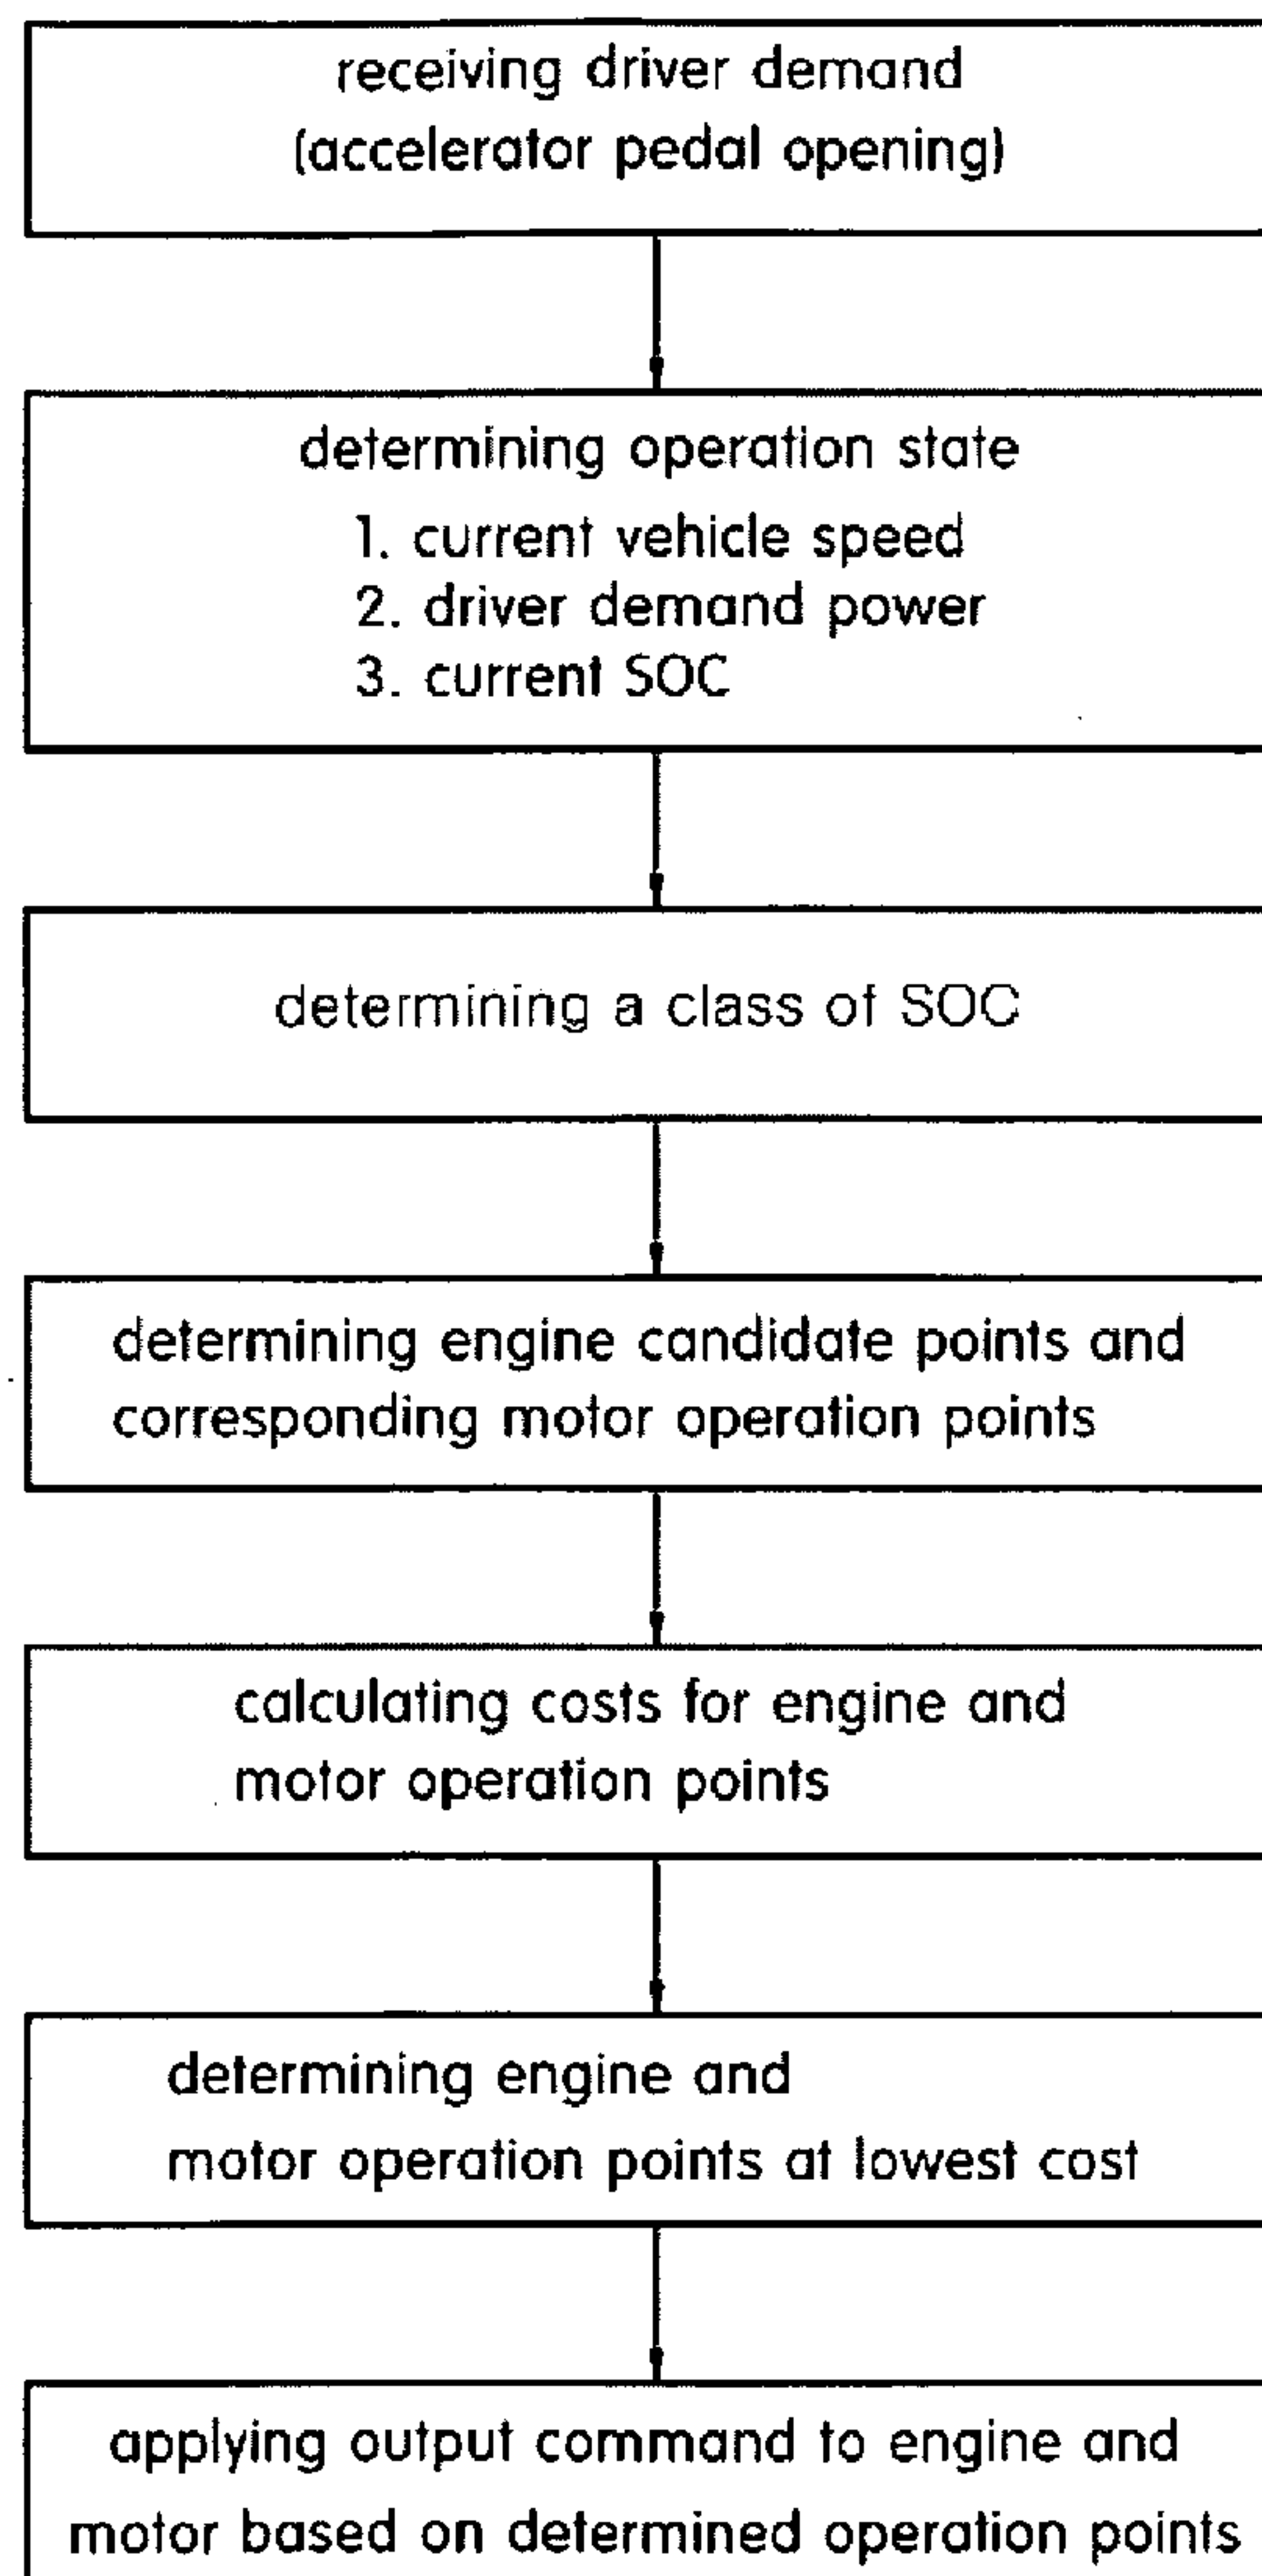 receiving driver demand
(accelerator pedal opening)
determining operation state
1. current vehicle speed
2. driver demand power
3. current SOC
determining a class of SOC
determining engine candidate points and
corresponding motor operation points
calculating costs for engine and
motor operation points
determining engine and
motor operation points at lowest cost
applying output command to engine and
motor based on determined operation points